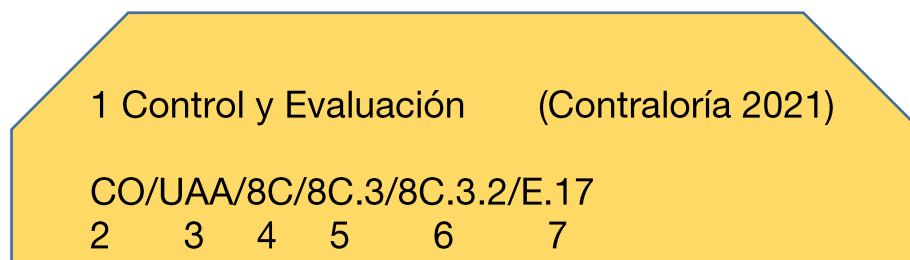 1 Control y Evaluación (Contraloría 2021)
CO/UAA/8C/8C.3/8C.3.2/E.17
2 3 4 5 6 7